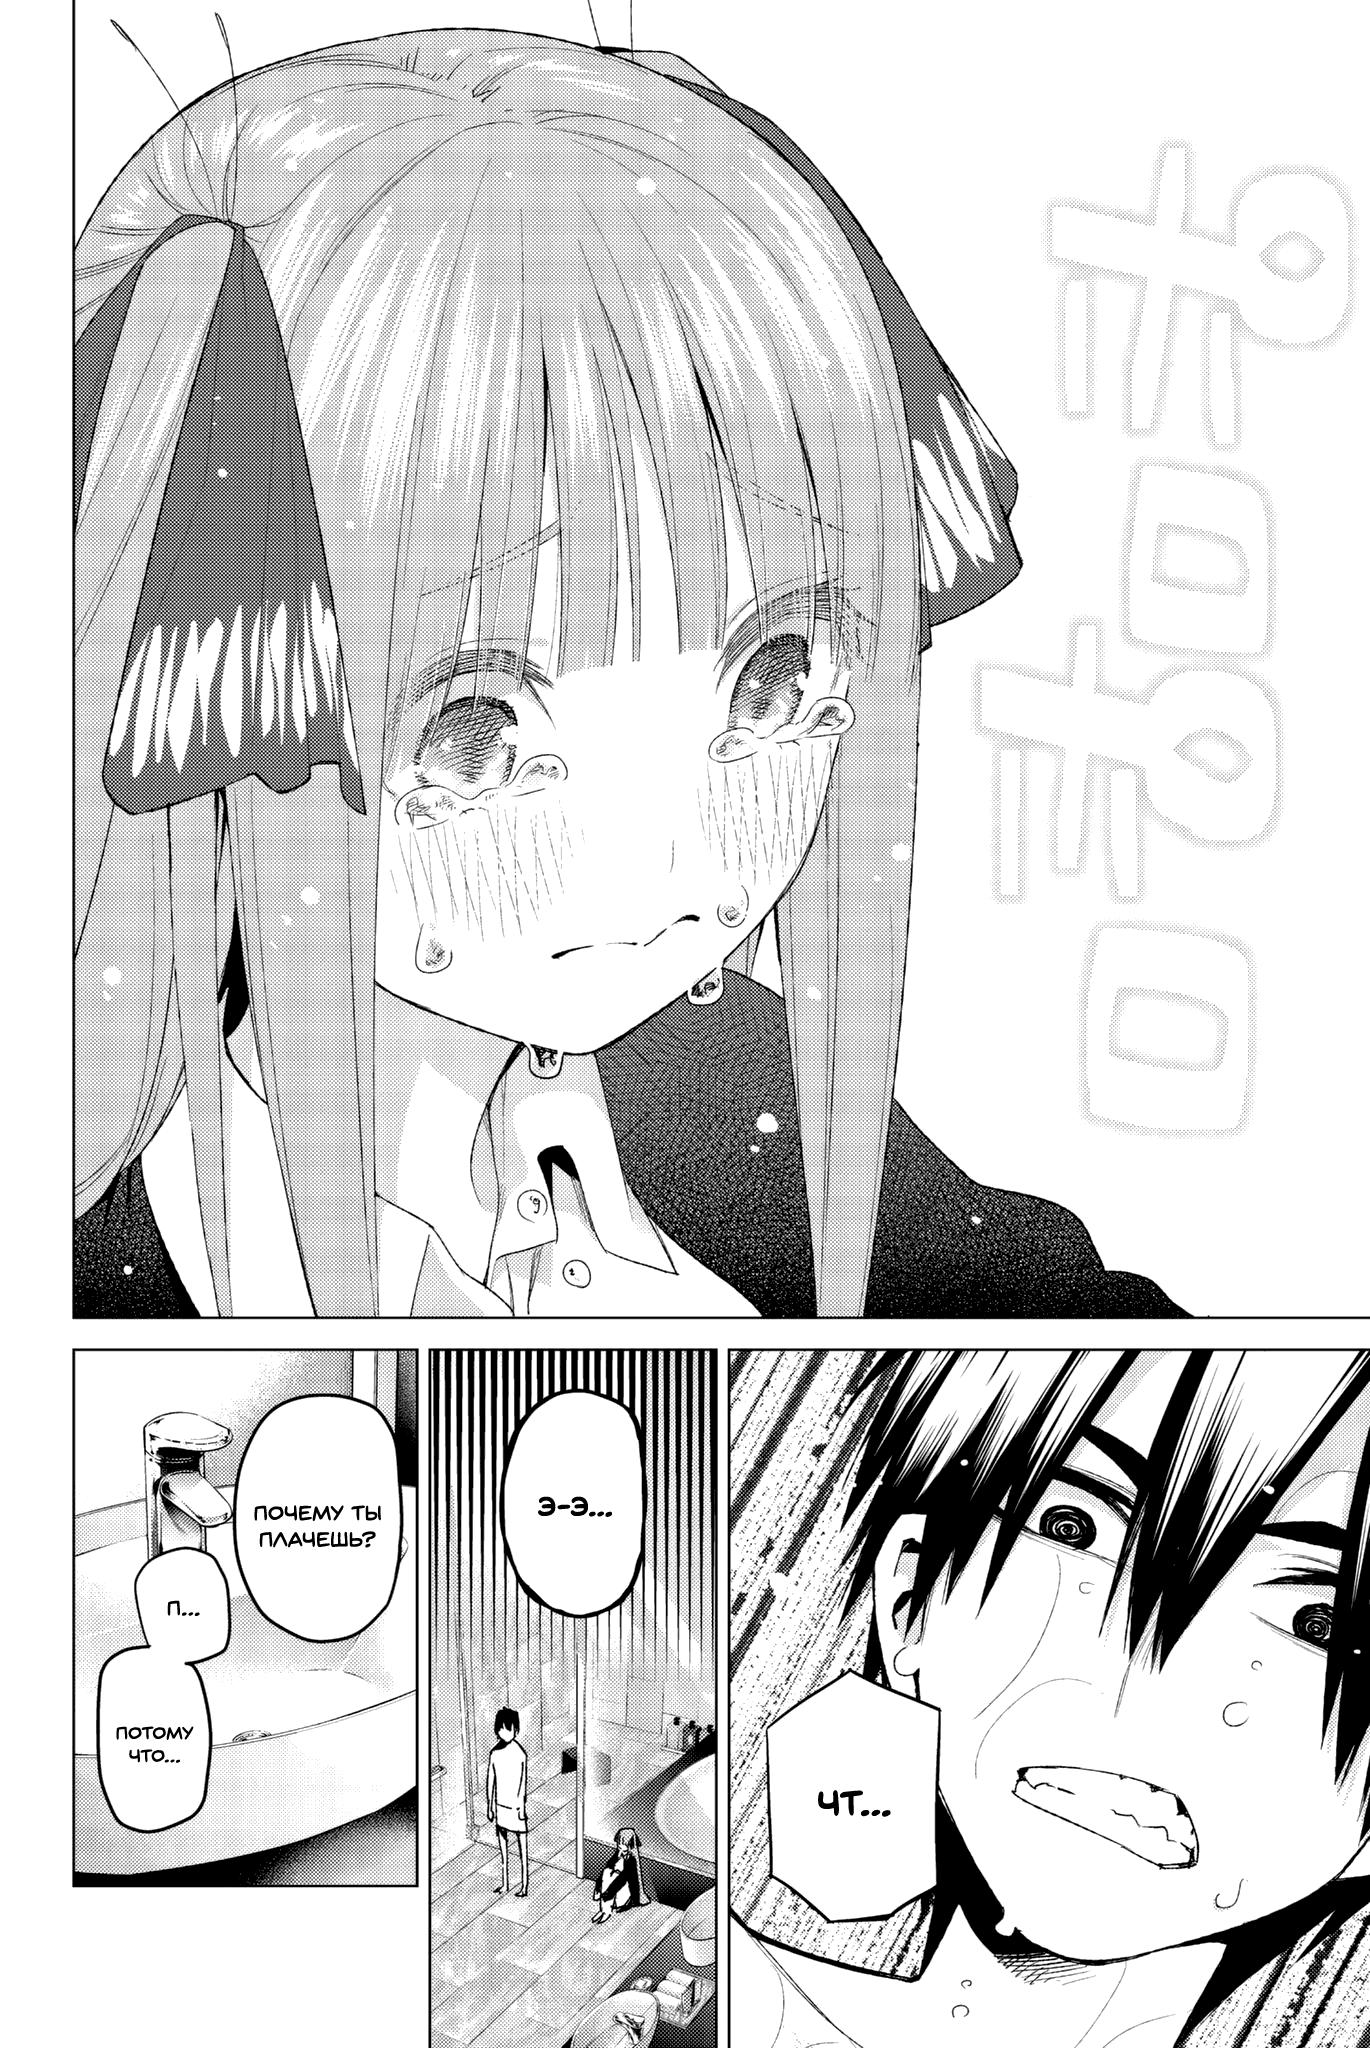 ポロ
ポロ
ЧТ...
Э-Э...
ПОЧЕМУ ТЫ
ПЛАЧЕШЬ?
П...
ПОТОМУ
ЧТО...